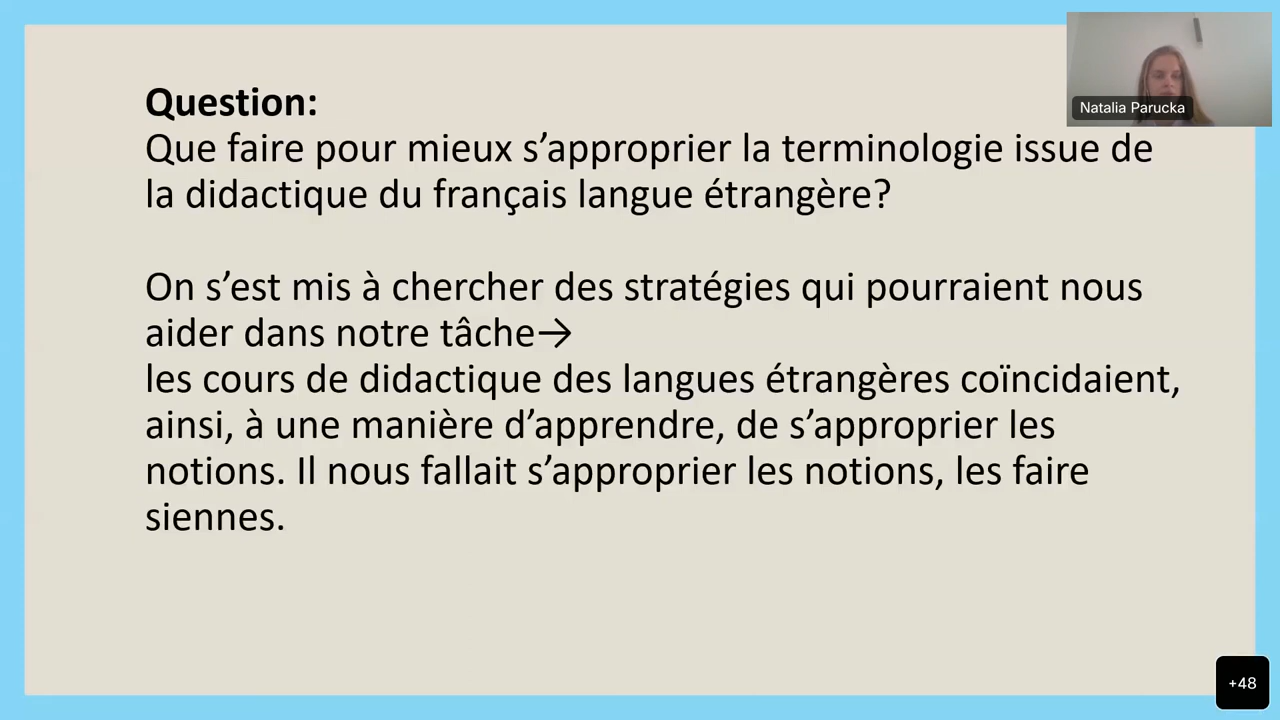 Question:
Que faire pour mieux s’approprier la terminologie issue de
la didactique du français langue étrangère?
On s’est mis à chercher des stratégies qui pourraient nous
aider dans notre tâche→
les cours de didactique des langues étrangères coïncidaient,
ainsi, à une manière d’apprendre, de s’approprier les
notions. Il nous fallait s’approprier les notions, les faire
siennes.
Natalia Parucka
+48